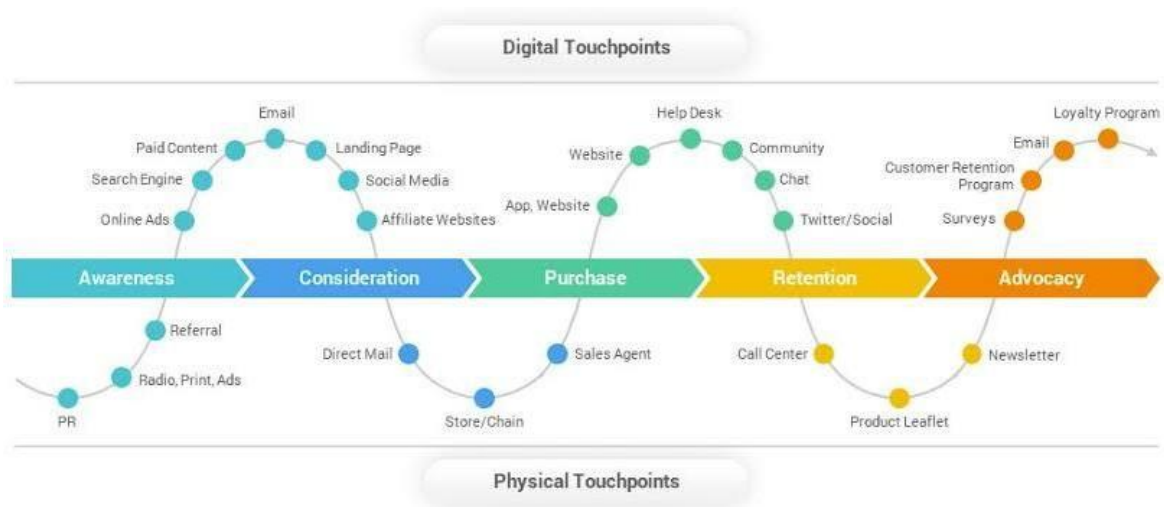 Digital Touchpoints
Email
Paid Content
Landing Page
Search Engine
Social Media
Online Ads
Affiliate Websites
Help Desk
Website
Community
Chat
App, Website
Twitter/Social
Loyalty Program
Email
Customer Retention
Program
Surveys
Awareness
Consideration
Purchase
Retention
Advocacy
Referral
Radio, Print, Ads
PR
Direct Mail
Sales Agent
Store/Chain
Call Center
Newsletter
Product Leaflet
Physical Touchpoints